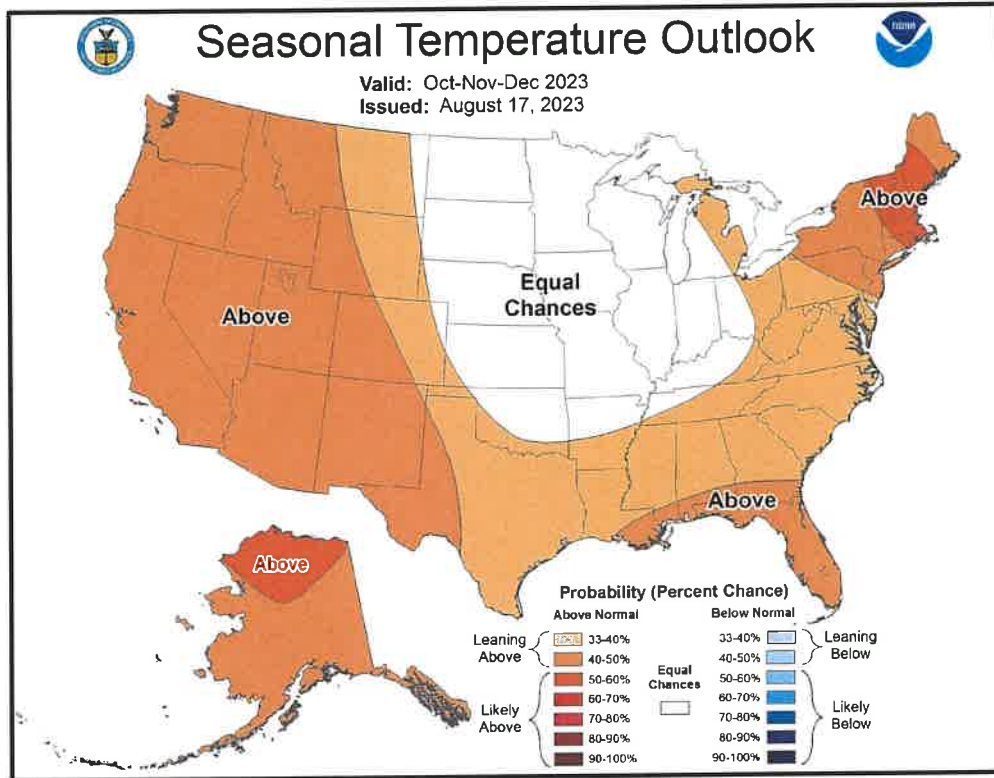 Seasonal Temperature Outlook
Valid: Oct-Nov-Dec 2023
Issued: August 17, 2023
Above
Equal
Chances
Above
Above
Above
Probability (Percent Chance)
Above Normal
Below Normal
Leaning
Above
33-40%
40-50%
Likely
Above
50-60%
60-70%
70-80%
80-90%
90-100%
Equal
Chances
33-40%
40-50%
Leaning
Below
50-60%
60-70%
70-80%
80-90%
90-100%
Likely
Below